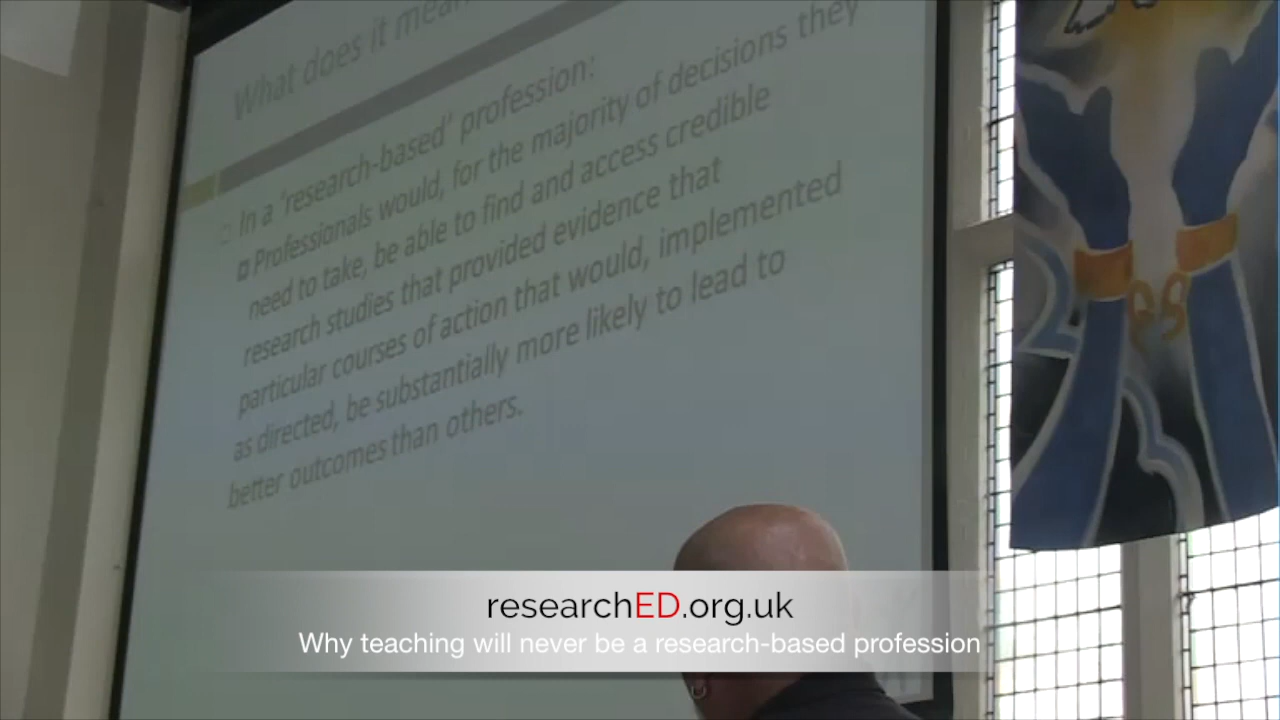 What does it mean
In a 'research-based' profession:
Professionals would, for the majority of decisions they
need to take, be able to find and access credible
research studies that provided evidence that
particular courses of action that would, implemented
as directed, be substantially more likely to lead to
better outcomes than others.
researchED.org.uk
Why teaching will never be a research-based profession